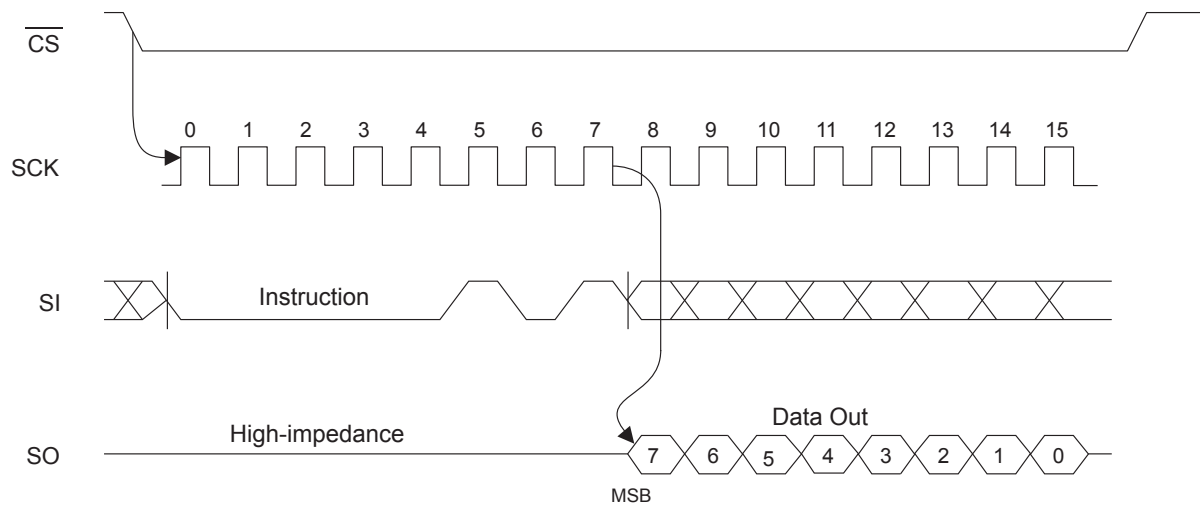 CS
0 1 2 3 4 5 6 7 8 9 10 11 12 13 14 15
SCK
SI
Instruction
High-impedance
Data Out
SO
7 6 5 4 3 2 1 0
MSB